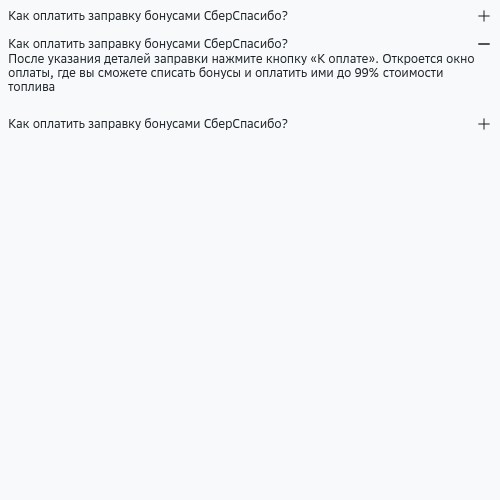 Как оплатить заправку бонусами СберСпасибо?
Как оплатить заправку бонусами СберСпасибо?
После указания деталей заправки нажмите кнопку «К оплате». Откроется окно
оплаты, где вы сможете списать бонусы и оплатить ими до 99% стоимости
топлива
Как оплатить заправку бонусами СберСпасибо?